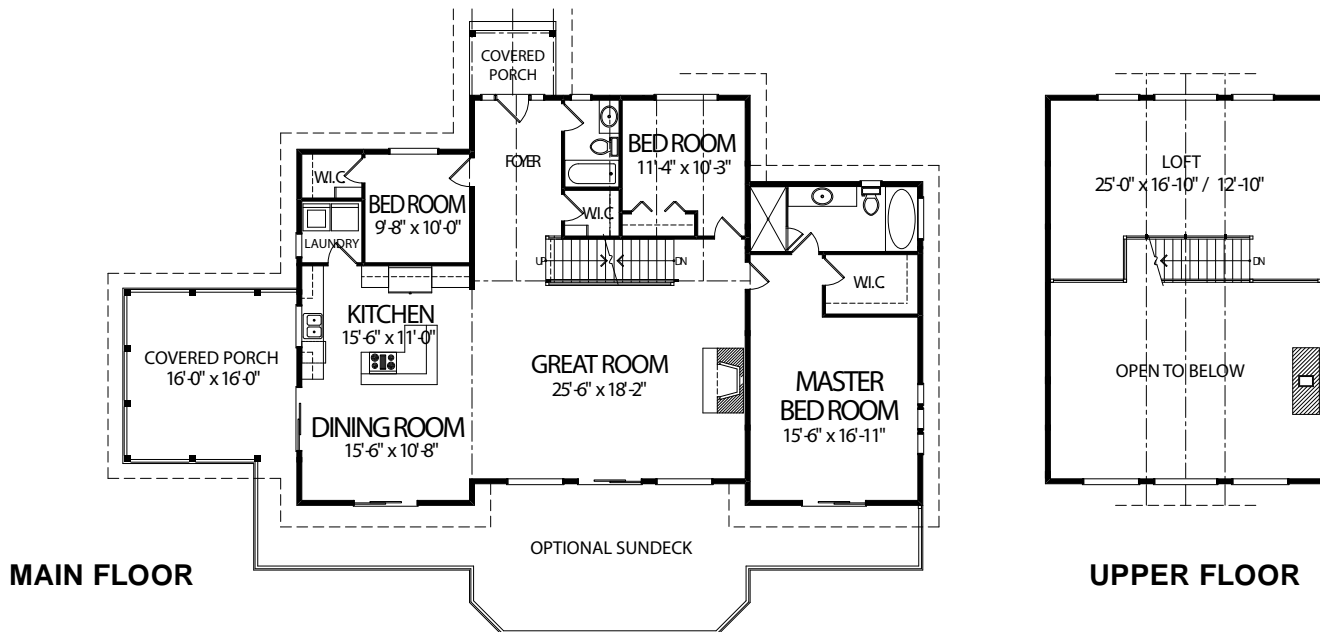 COVERED
PORCH
FOYER
BED ROOM
11'-4" x 10'-3"
W.I.C
BED ROOM
9'-8" x 10'-0"
LAUNDRY
W.I.C
UP
DN
W.I.C
KITCHEN
15'-6" x 11'-0"
COVERED PORCH
16'-0" x 16'-0"
GREAT ROOM
25'-6" x 18'-2"
MASTER
BED ROOM
15'-6" x 16'-11"
DINING ROOM
15'-6" x 10'-8"
OPTIONAL SUNDECK
MAIN FLOOR
LOFT
25'-0" x 16'-10" / 12'-10"
DN
OPEN TO BELOW
UPPER FLOOR